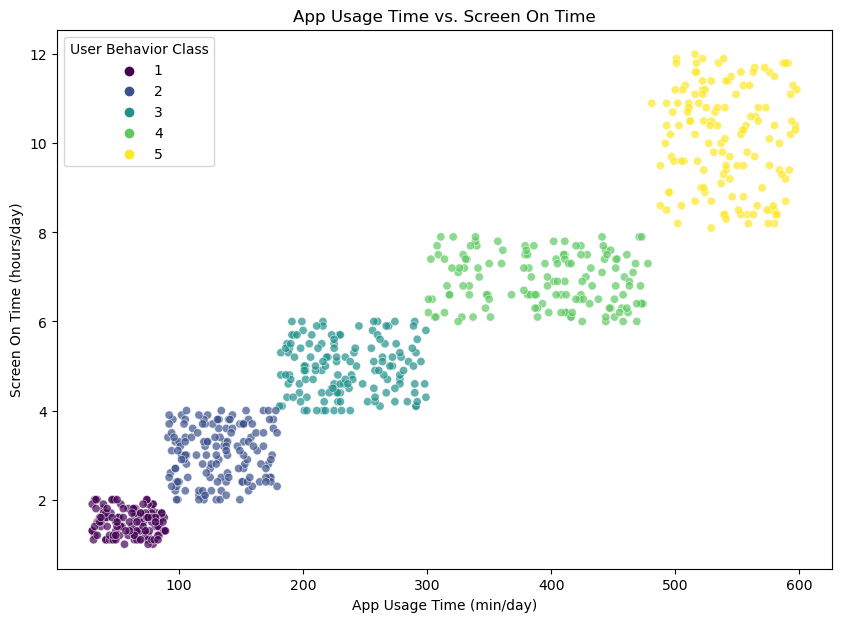 App Usage Time vs. Screen On Time
User Behavior Class
1
2
3
4
5
12
10
8
6
4
2
Screen On Time (hours/day)
100 200 300 400 500 600
App Usage Time (min/day)